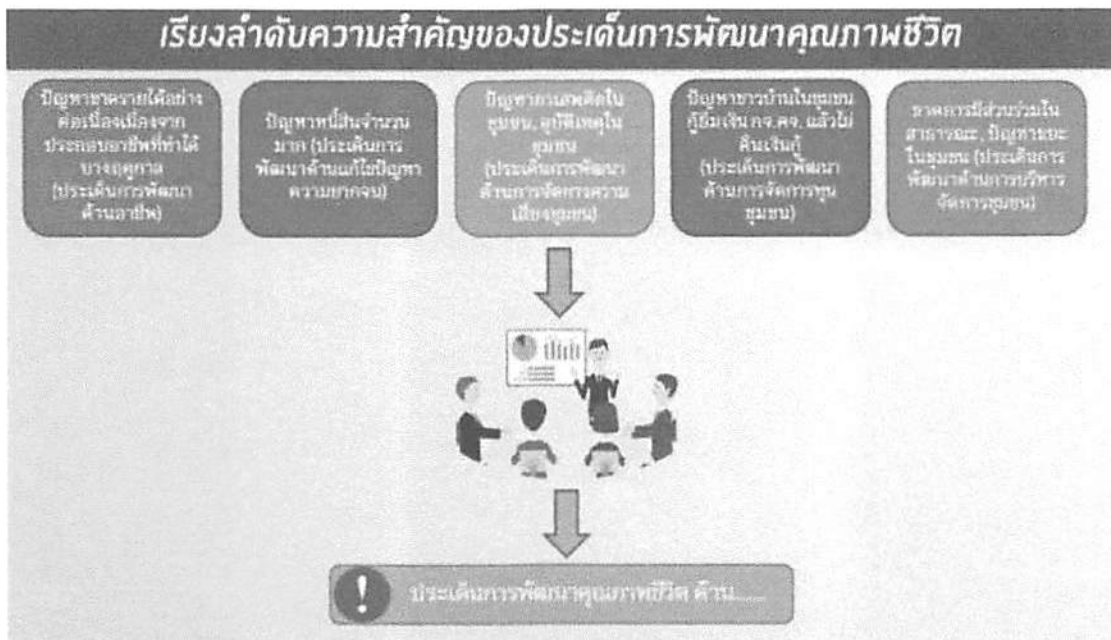 เรียงลำดับความสำคัญของประเด็นการพัฒนาคุณภาพชีวิต
ปัญหาขาดรายได้อย่าง
ต่อเนื่องเนื่องจาก
ประกอบอาชีพที่ทำได้
บางฤดูกาล
(ประเด็นการพัฒนา
ด้านอาชีพ)
ปัญหาหนี้สินจำนวน
มาก (ประเด็นการ
พัฒนาด้านแก้ไขปัญหา
ความยากจน)
ปัญหายาเสพติดใน
ชุมชน, อุบัติเหตุใน
ชุมชน
(ประเด็นการพัฒนา
ด้านการจัดการความ
เสี่ยงชุมชน)
ปัญหาชาวบ้านในชุมชน
กู้ยืมเงิน กข.คจ. แล้วไม่
คืนเงินกู้
(ประเด็นการพัฒนา
ด้านการจัดการทุน
ชุมชน)
ขาดการมีส่วนร่วมใน
สาธารณะ, ปัญหาขยะ
ในชุมชน (ประเด็นการ
พัฒนาด้านการบริหาร
จัดการชุมชน)
! ประเด็นการพัฒนาคุณภาพชีวิต ด้าน......